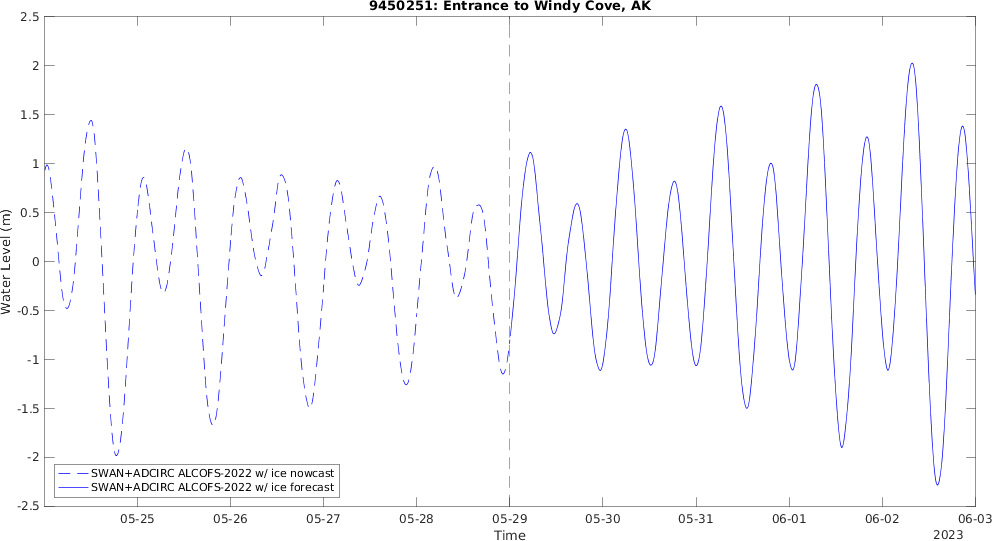 9450251: Entrance to Windy Cove, AK
2.5
2
1.5
1
0.5
0
-0.5
-1
-1.5
-2
-2.5
Water Level (m)
SWAN+ADCIRC ALCOFS-2022 w/ ice nowcast
SWAN+ADCIRC ALCOFS-2022 w/ ice forecast
05-25 05-26 05-27 05-28 05-29 05-30 05-31 06-01 06-02 06-03
Time
2023